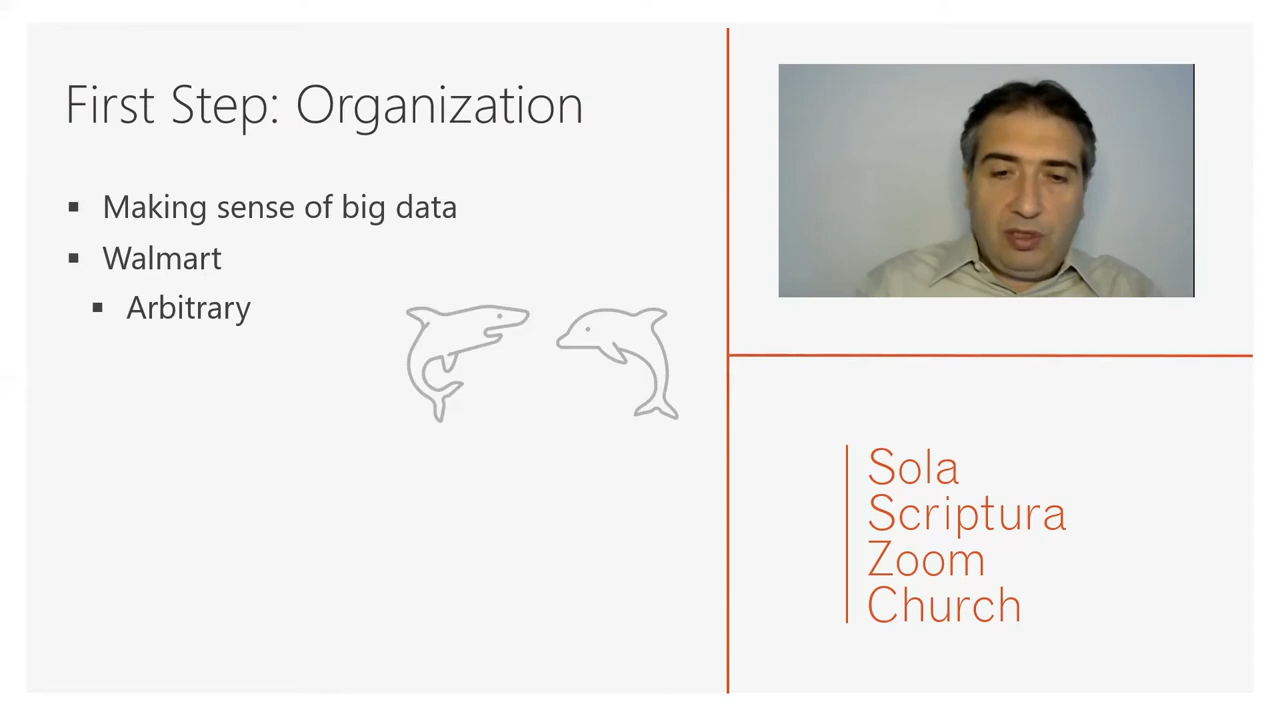 First Step: Organization
Making sense of big data
Walmart
Arbitrary
Sola
Scriptura
Zoom
Church